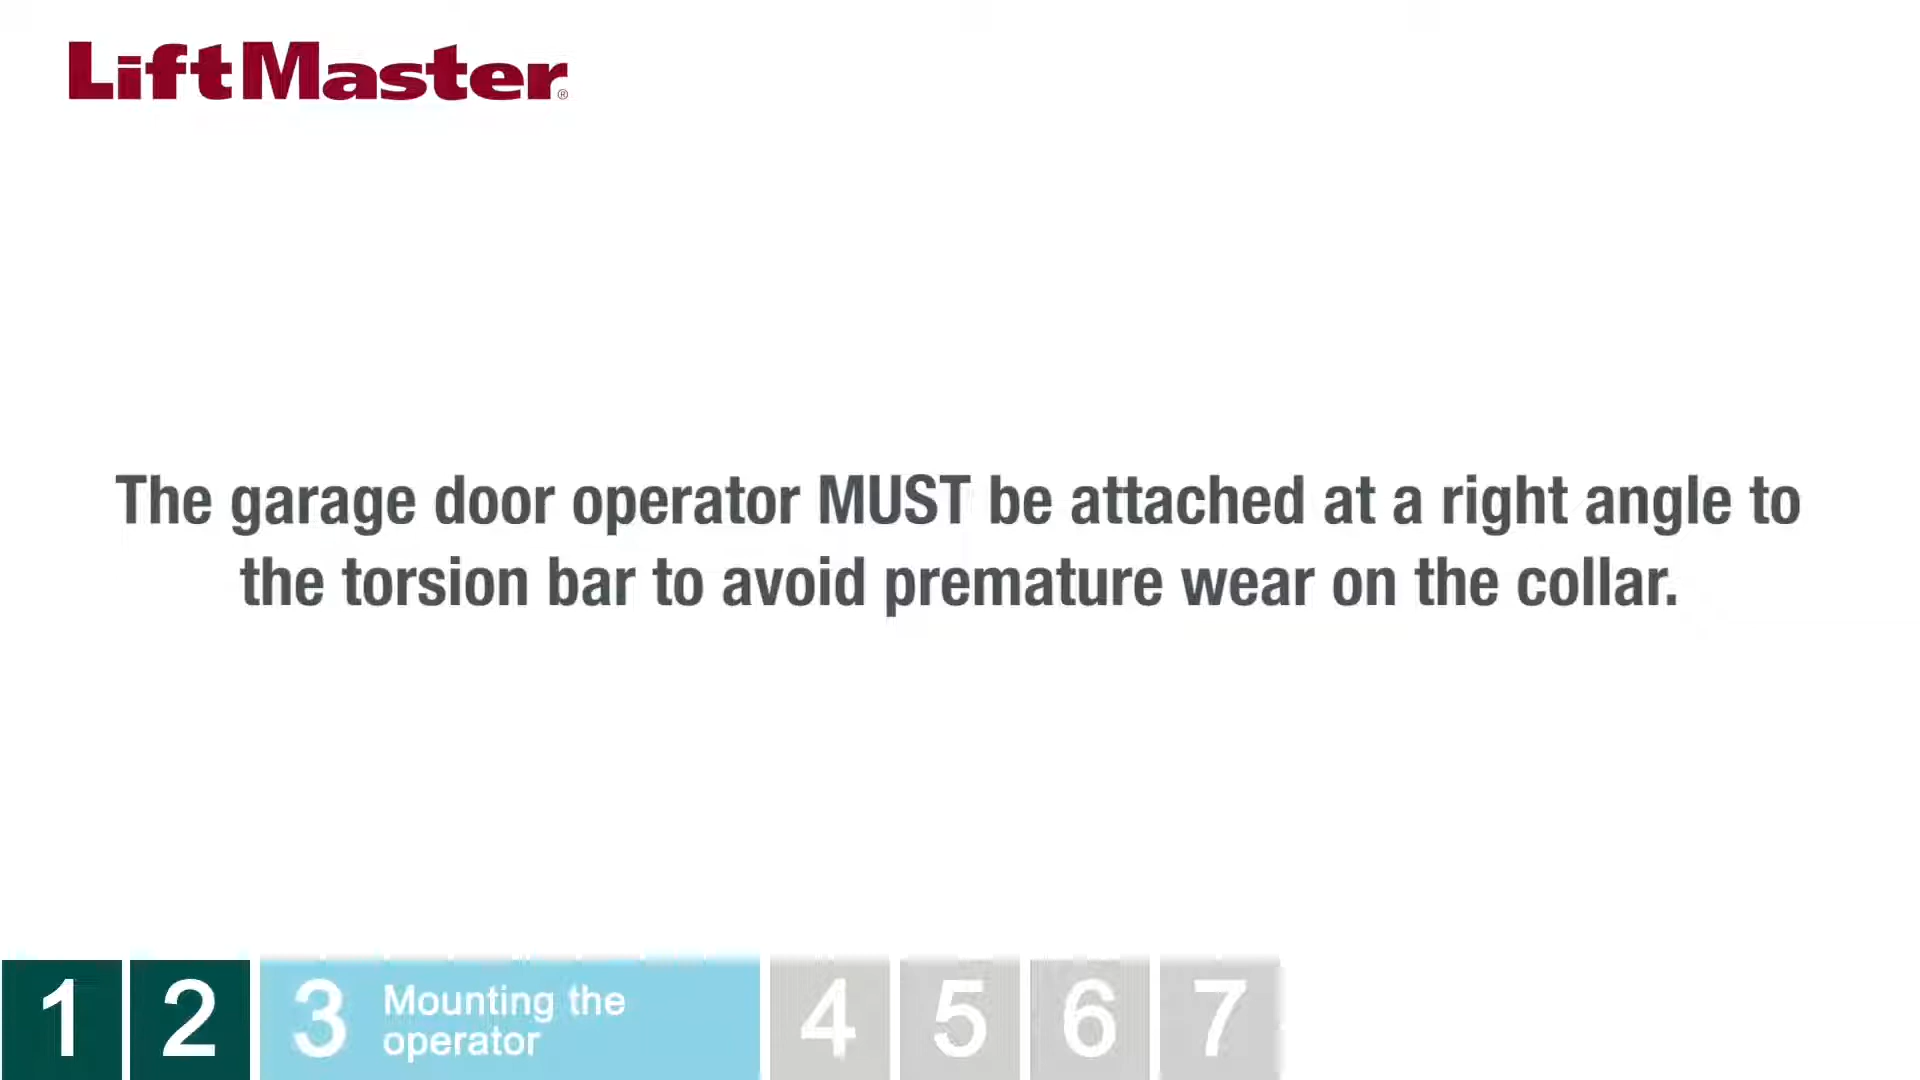 LiftMaster®
The garage door operator MUST be attached at a right angle to
the torsion bar to avoid premature wear on the collar.
1 2 3 Mounting the
operator 4 5 6 7